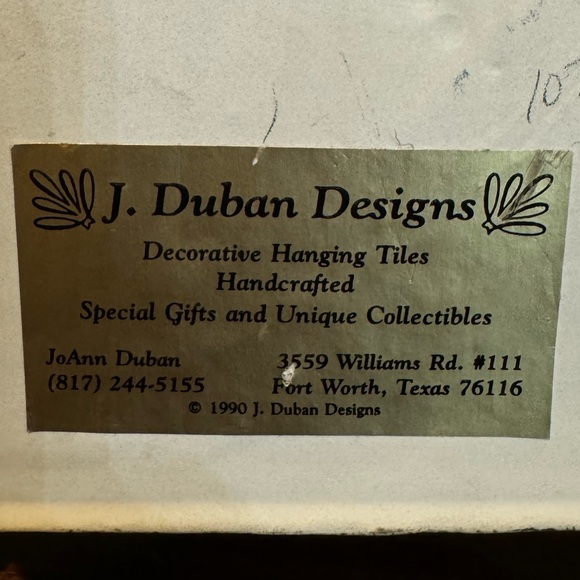 10
J. Duban Designs
Decorative Hanging Tiles
Handcrafted
Special Gifts and Unique Collectibles
JoAnn Duban
(817) 244-5155
3559 Williams Rd. #111
Fort Worth, Texas 76116
© 1990 J. Duban Designs